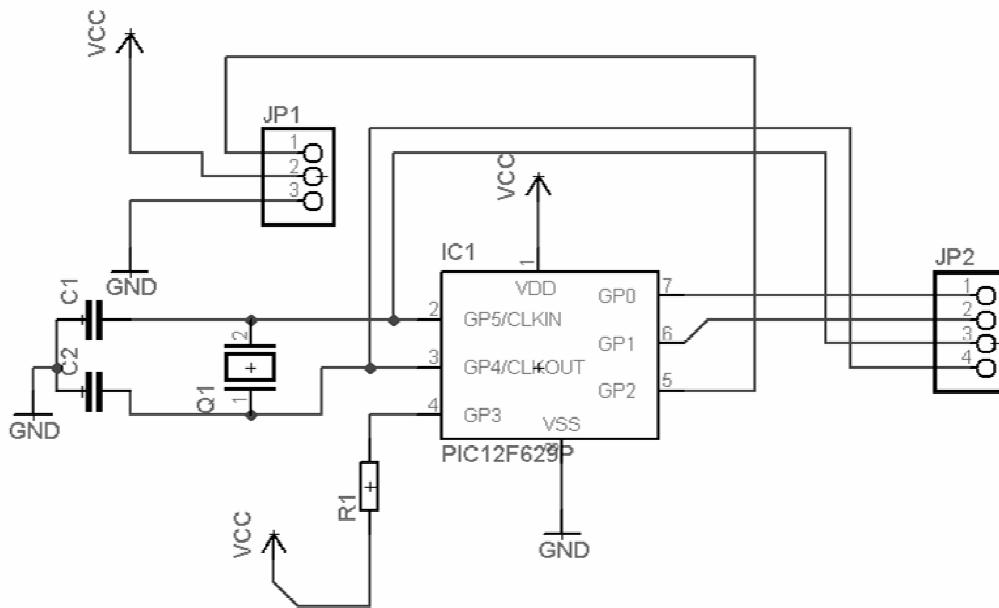 VCC
JP1
1
2
3
GND
VCC
IC1
1
VDD
GP0 7
2 GP5/CLKIN
GP1 6
3 GP4/CLKOUT
GP2 5
4 GP3
VSS
8
PIC12F629P
GND
JP2
1
2
3
4
C1
C2
GND
2
1
Q1
R1
VCC